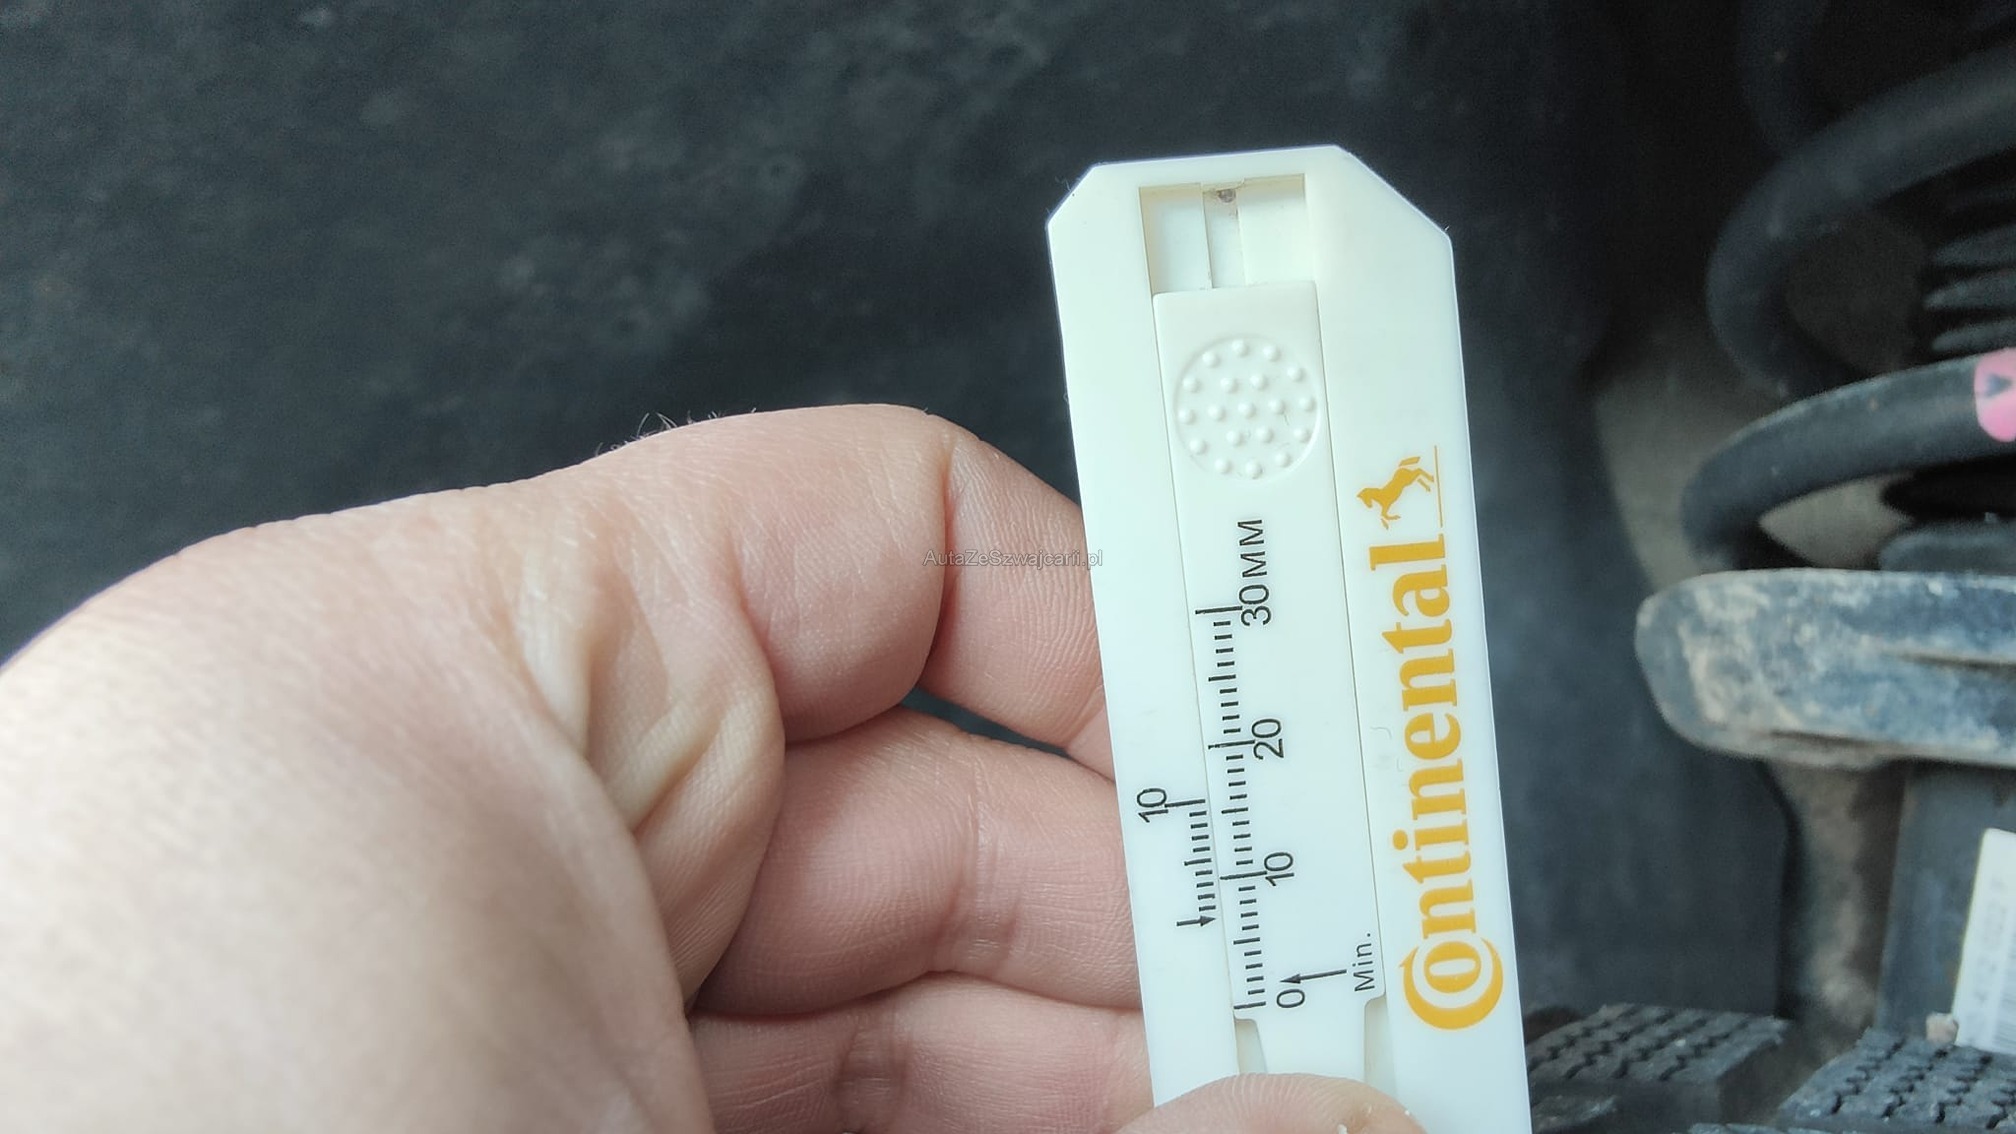 AutaZeSzwajcarii.pl
Continental
30MM
20
10
0
Min.
10